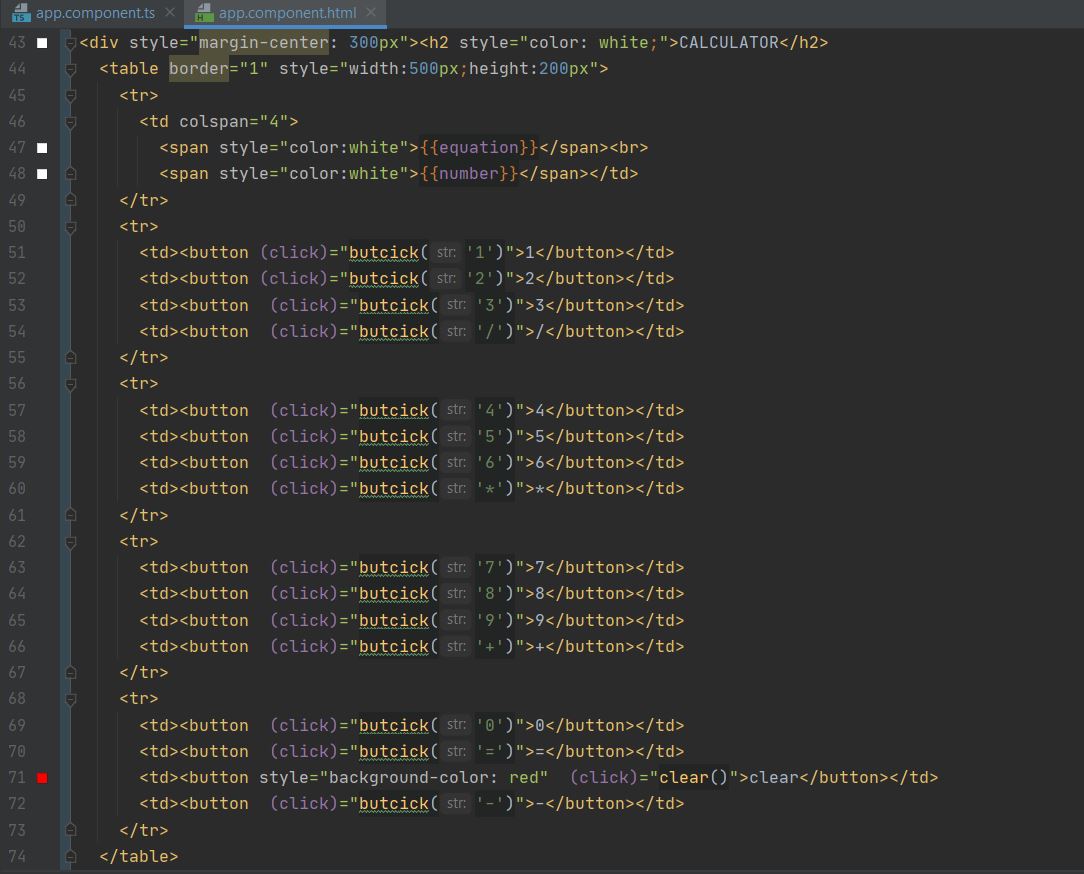 TS app.component.ts × H app.component.html ×
43 <div style="margin-center: 300px"><h2 style="color: white;">CALCULATOR</h2>
44 <table border="1" style="width:500px;height:200px">
45 <tr>
46 <td colspan="4">
47 <span style="color:white">{{equation}}</span><br>
48 <span style="color:white">{{number}}</span></td>
49 </tr>
50 <tr>
51 <td><button (click)="butcick( str: '1')">1</button></td>
52 <td><button (click)="butcick( str: '2')">2</button></td>
53 <td><button  (click)="butcick( str: '3')">3</button></td>
54 <td><button  (click)="butcick( str: '/')">/</button></td>
55 </tr>
56 <tr>
57 <td><button  (click)="butcick( str: '4')">4</button></td>
58 <td><button  (click)="butcick( str: '5')">5</button></td>
59 <td><button  (click)="butcick( str: '6')">6</button></td>
60 <td><button  (click)="butcick( str: '*')">*</button></td>
61 </tr>
62 <tr>
63 <td><button  (click)="butcick( str: '7')">7</button></td>
64 <td><button  (click)="butcick( str: '8')">8</button></td>
65 <td><button  (click)="butcick( str: '9')">9</button></td>
66 <td><button  (click)="butcick( str: '+')">+</button></td>
67 </tr>
68 <tr>
69 <td><button  (click)="butcick( str: '0')">0</button></td>
70 <td><button  (click)="butcick( str: '=')">=</button></td>
71 <td><button style="background-color: red"  (click)="clear()">clear</button></td>
72 <td><button  (click)="butcick( str: '-')">-</button></td>
73 </tr>
74 </table>